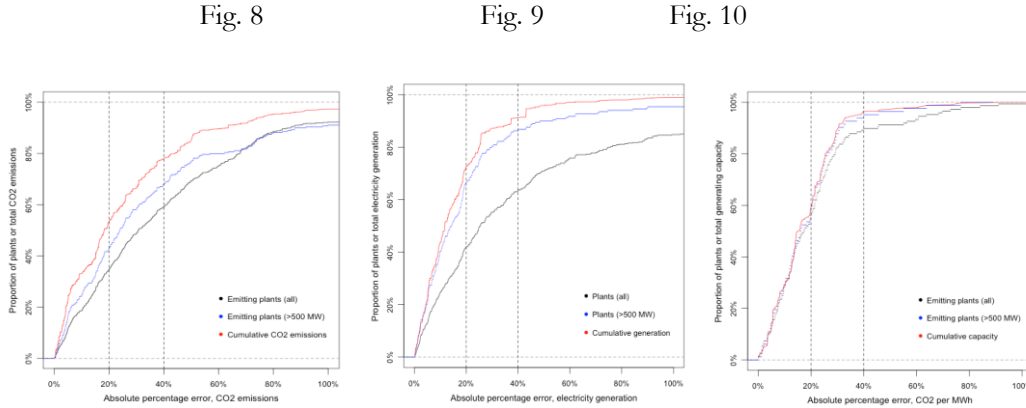 Fig. 8
Fig. 9
Fig. 10
Proportion of plants or total CO2 emissions
100%
80%
60%
40%
20%
0%
Emitting plants (all)
Emitting plants (>500 MW)
Cumulative CO2 emissions
0% 20% 40% 60% 80% 100%
Absolute percentage error, CO2 emissions
Proportion of plants or total electricity generation
100%
80%
60%
40%
20%
0%
Plants (all)
Plants (>500 MW)
Cumulative generation
0% 20% 40% 60% 80% 100%
Absolute percentage error, electricity generation
Proportion of plants or total generating capacity
100%
80%
60%
40%
20%
0%
Emitting plants (all)
Emitting plants (>500 MW)
Cumulative capacity
0% 20% 40% 60% 80% 100%
Absolute percentage error, CO2 per MWh